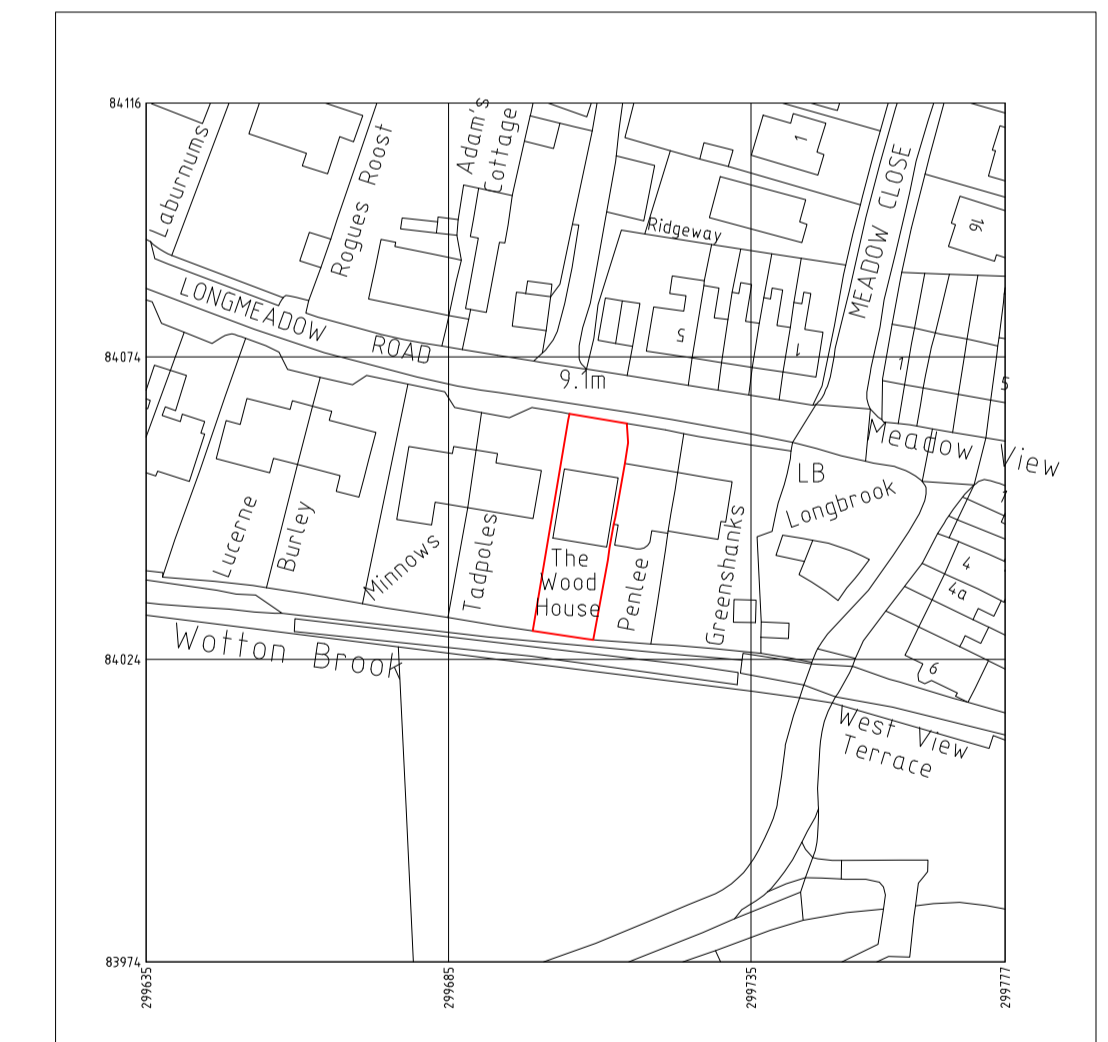 84116
Laburnums
Rogues Roost
Adam's
Cottage
1
MEADOW CLOSE
16
Ridgeway
LONGMEADOW
ROAD
5
1
1
5
84074
9.1m
Meadow View
LB
Longbrook
1
Lucerne
Burley
Minnows
Tadpoles
The
Wood
House
Penlee
Greenshanks
4
4a
6
84024
Wotton Brook
West View
Terrace
83974
299635
299685
299735
299777